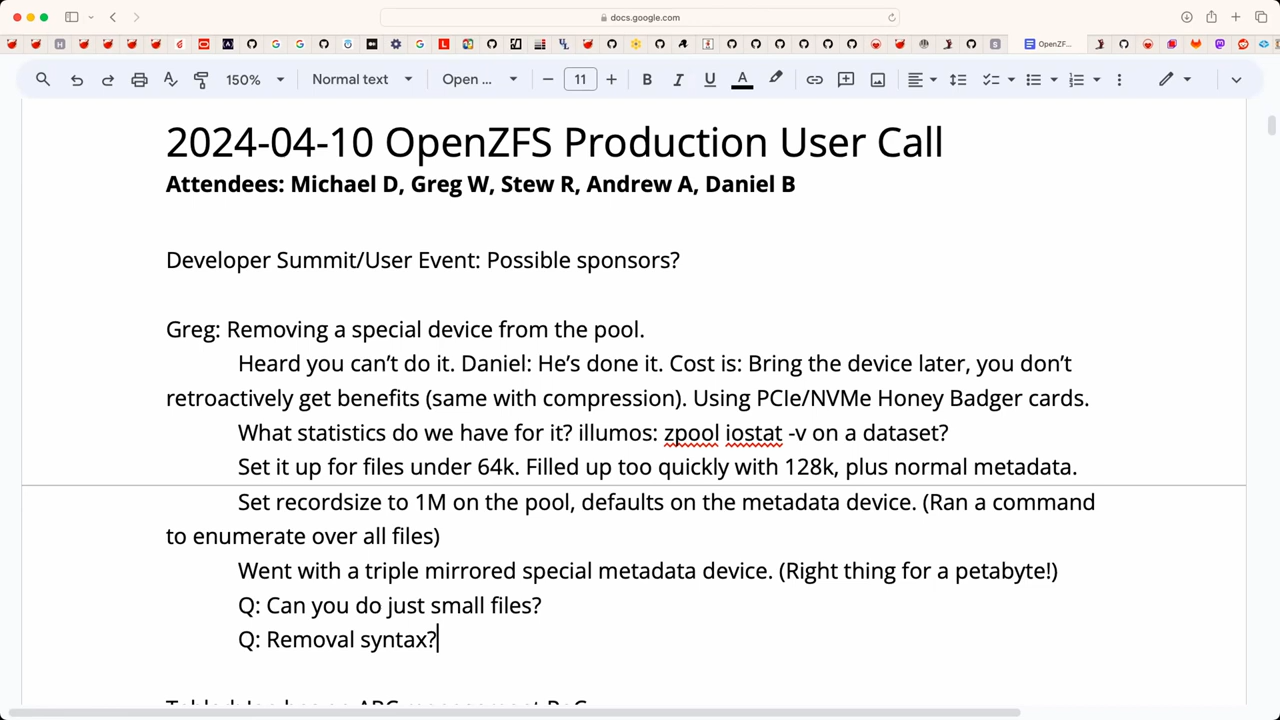 docs.google.com
OpenZF...
150%
Normal text
Open ...
11
2024-04-10 OpenZFS Production User Call
Attendees: Michael D, Greg W, Stew R, Andrew A, Daniel B
Developer Summit/User Event: Possible sponsors?
Greg: Removing a special device from the pool.
Heard you can’t do it. Daniel: He’s done it. Cost is: Bring the device later, you don’t
retroactively get benefits (same with compression). Using PCIe/NVMe Honey Badger cards.
What statistics do we have for it? illumos: zpool iostat -v on a dataset?
Set it up for files under 64k. Filled up too quickly with 128k, plus normal metadata.
Set recordsize to 1M on the pool, defaults on the metadata device. (Ran a command
to enumerate over all files)
Went with a triple mirrored special metadata device. (Right thing for a petabyte!)
Q: Can you do just small files?
Q: Removal syntax?